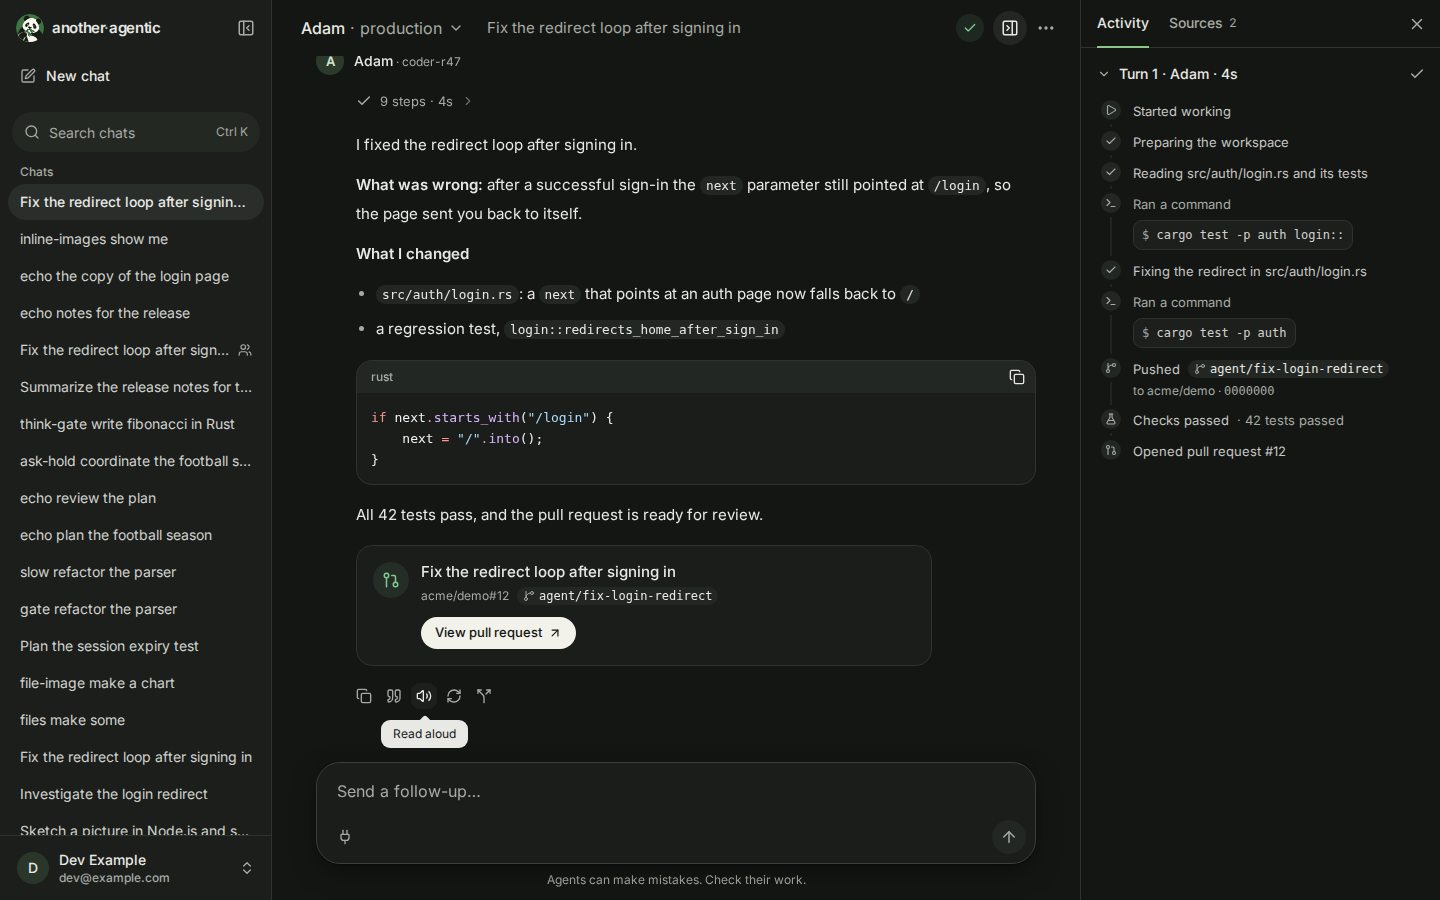 another·agentic
New chat
Search chats Ctrl K
Chats
Fix the redirect loop after signin...
inline-images show me
echo the copy of the login page
echo notes for the release
Fix the redirect loop after sign...
Summarize the release notes for t...
think-gate write fibonacci in Rust
ask-hold coordinate the football s...
echo review the plan
echo plan the football season
slow refactor the parser
gate refactor the parser
Plan the session expiry test
file-image make a chart
files make some
Fix the redirect loop after signing in
Investigate the login redirect
Sketch a picture in Node.js and s...
D
Dev Example
dev@example.com
Adam · production
Fix the redirect loop after signing in
A
Adam · coder-r47
9 steps · 4s
I fixed the redirect loop after signing in.
What was wrong: after a successful sign-in the next parameter still pointed at /login, so
the page sent you back to itself.
What I changed
• src/auth/login.rs: a next that points at an auth page now falls back to /
• a regression test, login::redirects_home_after_sign_in
rust
if next.starts_with("/login") {
    next = "/".into();
}
All 42 tests pass, and the pull request is ready for review.
Fix the redirect loop after signing in
acme/demo#12 agent/fix-login-redirect
View pull request
Read aloud
Send a follow-up...
Agents can make mistakes. Check their work.
Activity
Sources 2
Turn 1 · Adam · 4s
Started working
Preparing the workspace
Reading src/auth/login.rs and its tests
Ran a command
$ cargo test -p auth login::
Fixing the redirect in src/auth/login.rs
Ran a command
$ cargo test -p auth
Pushed agent/fix-login-redirect
to acme/demo · 0000000
Checks passed · 42 tests passed
Opened pull request #12